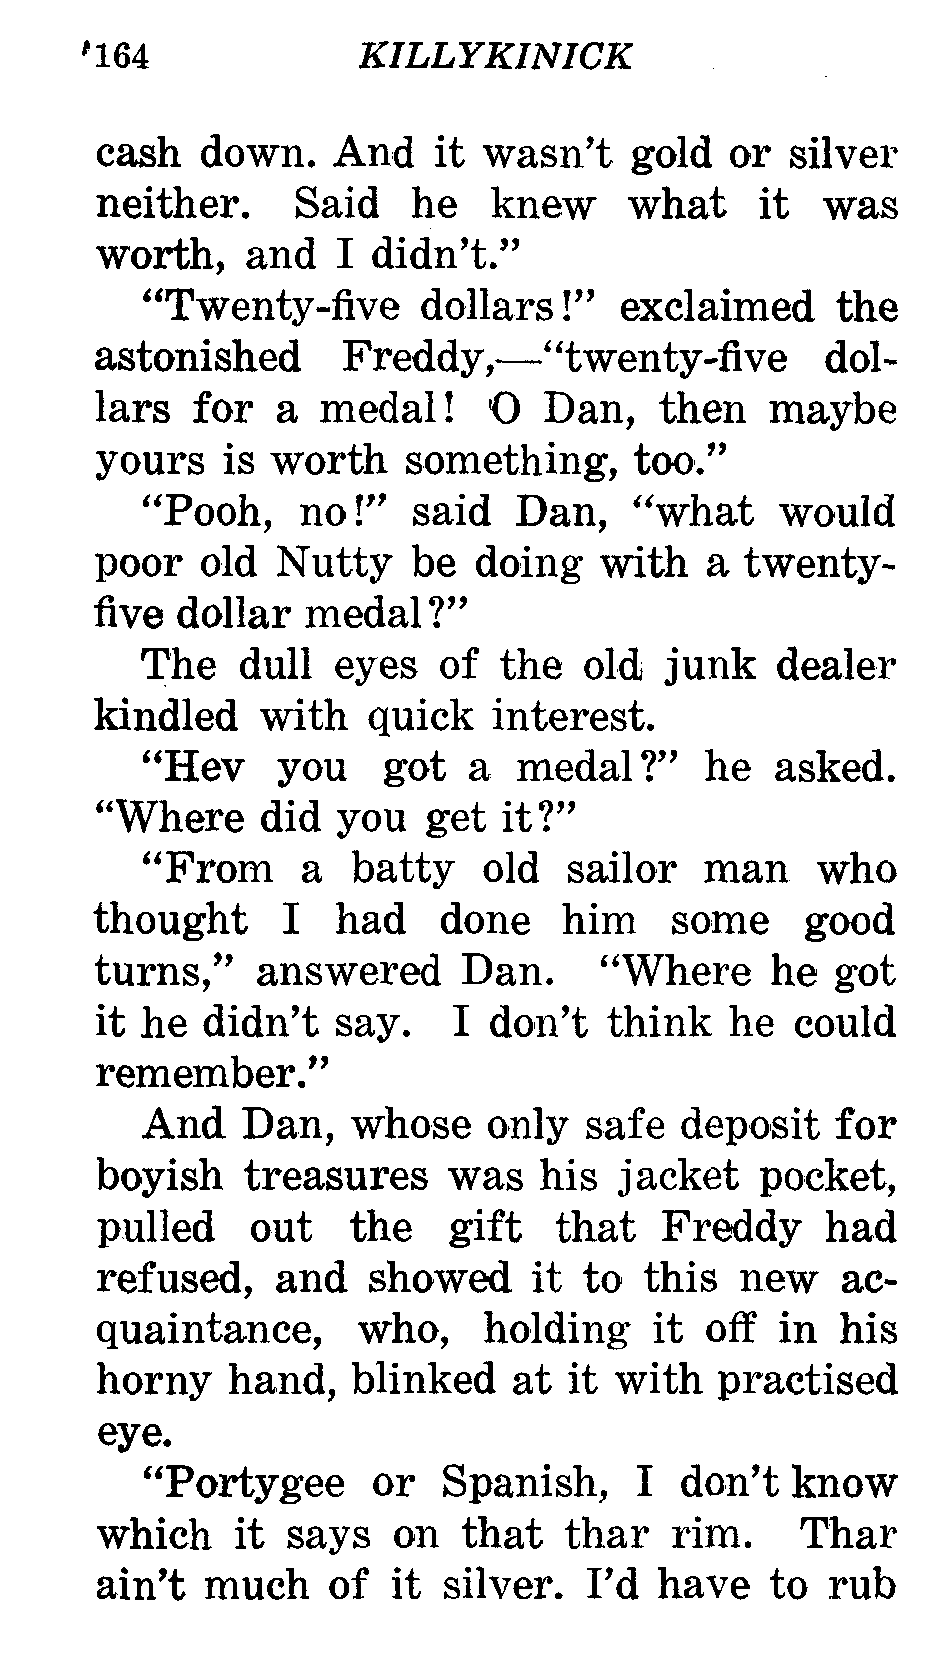 164 KILLYKINICK
cash down. And it wasn't gold or silver
neither. Said he knew what it was
worth, and I didn't."
"Twenty-five dollars!" exclaimed the
astonished Freddy,—"twenty-five dol-
lars for a medal! O Dan, then maybe
yours is worth something, too."
"Pooh, no!" said Dan, "what would
poor old Nutty be doing with a twenty-
five dollar medal?"
The dull eyes of the old junk dealer
kindled with quick interest.
"Hev you got a medal?" he asked.
"Where did you get it?"
"From a batty old sailor man who
thought I had done him some good
turns," answered Dan. "Where he got
it he didn't say. I don't think he could
remember."
And Dan, whose only safe deposit for
boyish treasures was his jacket pocket,
pulled out the gift that Freddy had
refused, and showed it to this new ac-
quaintance, who, holding it off in his
horny hand, blinked at it with practised
eye.
"Portygee or Spanish, I don't know
which it says on that thar rim. Thar
ain't much of it silver. I'd have to rub